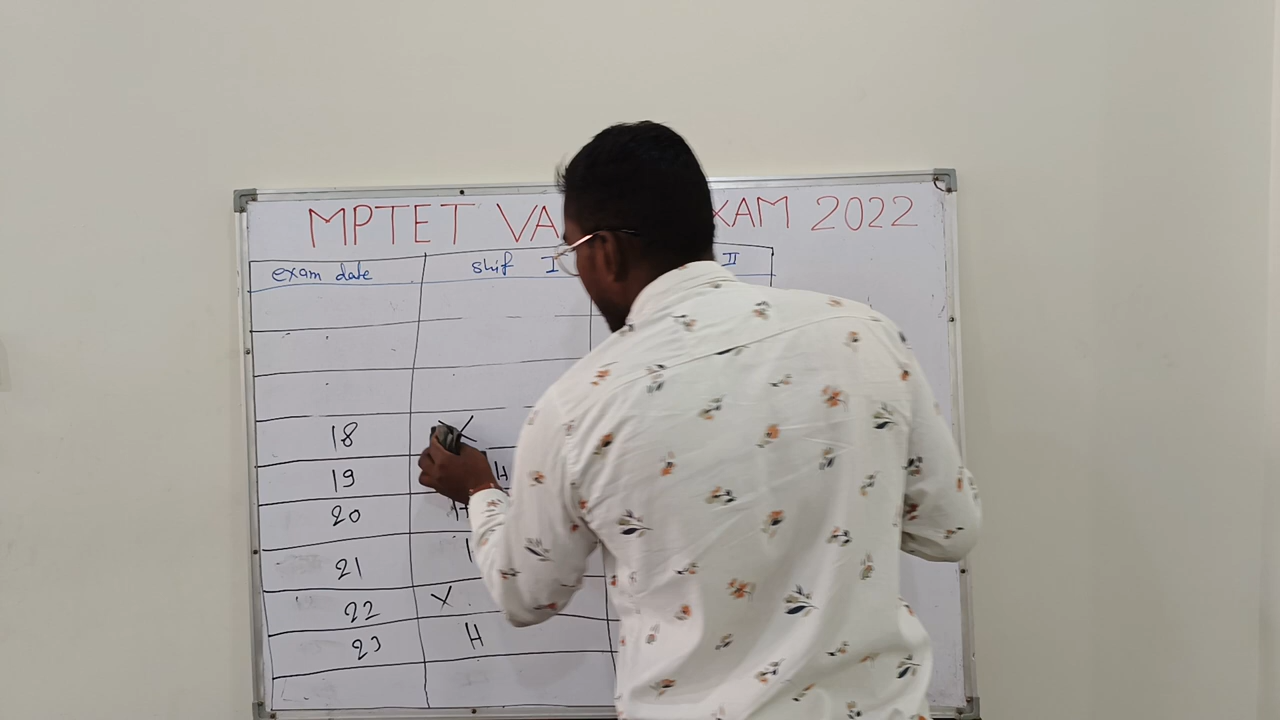 MPTET VA XAM 2022
exam date shif I II
18 X
19 H
20 H
21
22 X
23 H